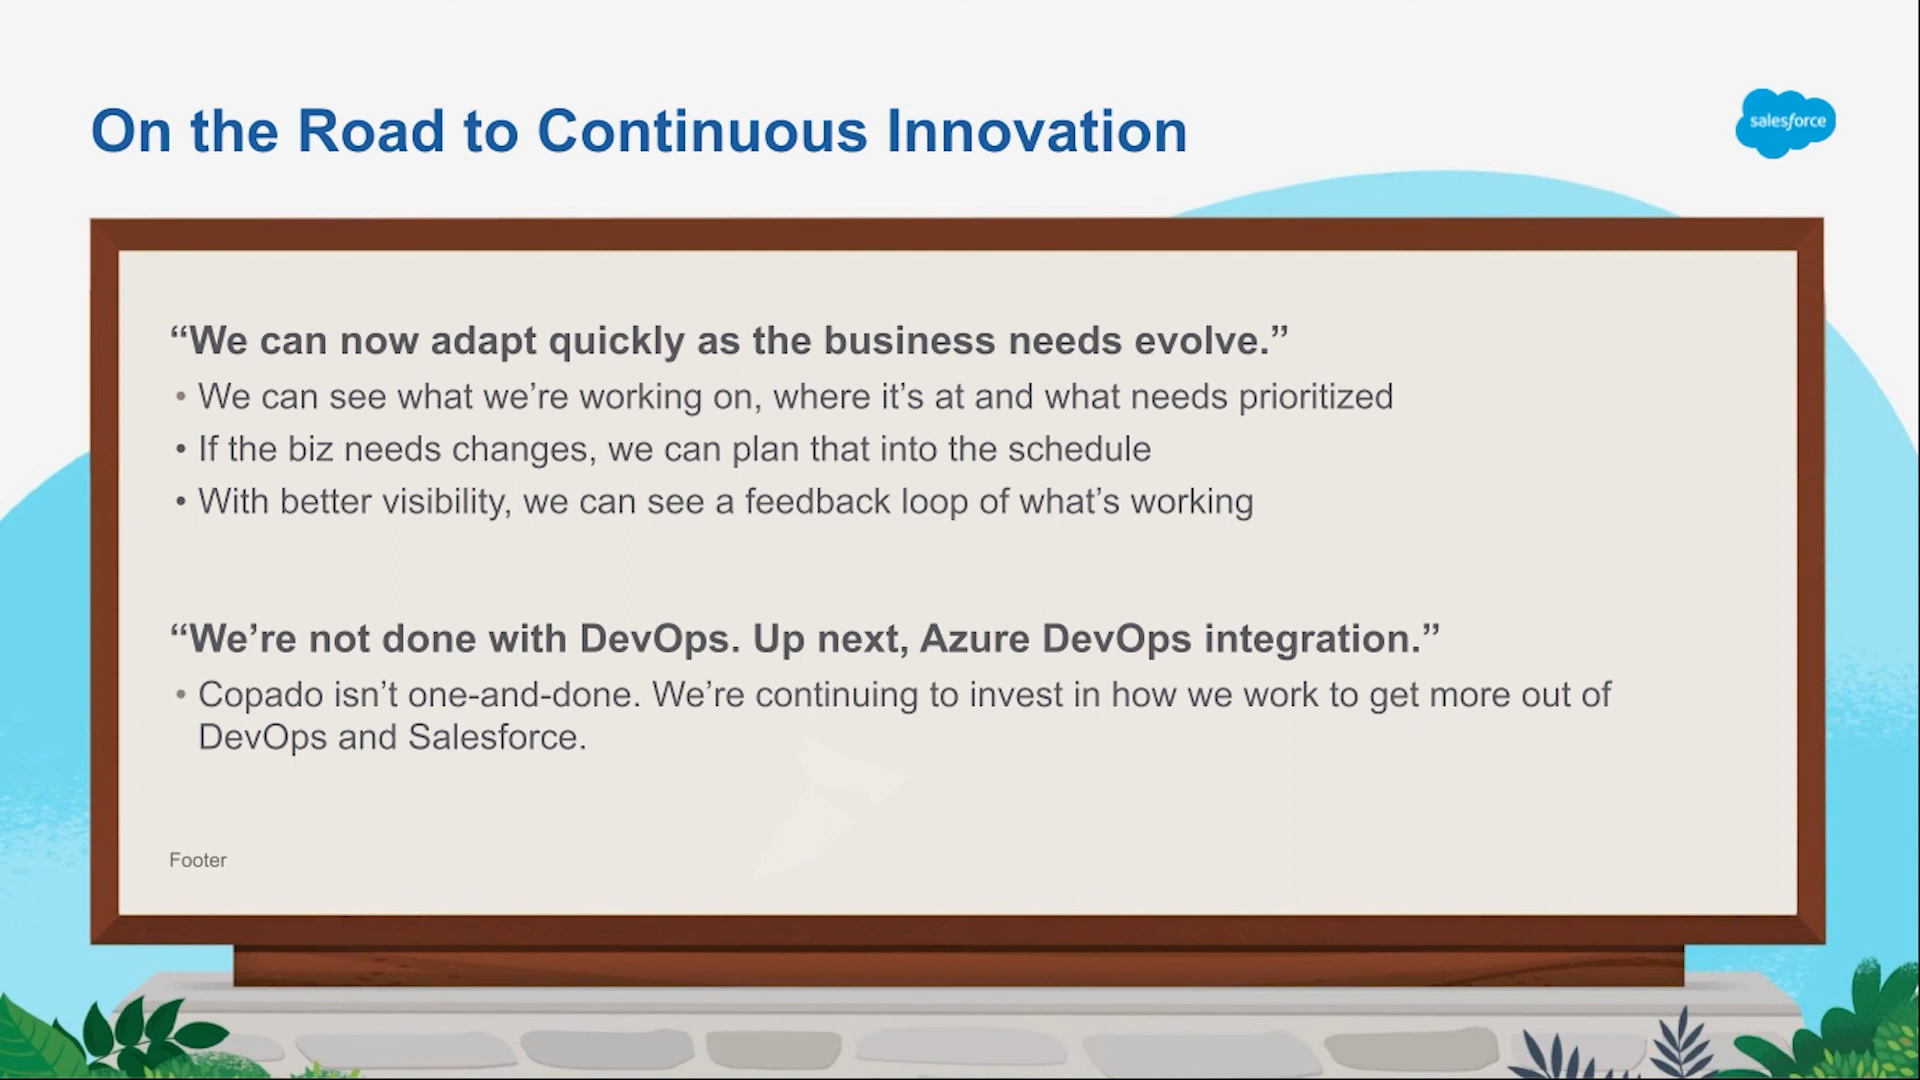 On the Road to Continuous Innovation
salesforce
“We can now adapt quickly as the business needs evolve.”
• We can see what we’re working on, where it’s at and what needs prioritized
• If the biz needs changes, we can plan that into the schedule
• With better visibility, we can see a feedback loop of what’s working
“We’re not done with DevOps. Up next, Azure DevOps integration.”
• Copado isn’t one-and-done. We’re continuing to invest in how we work to get more out of
DevOps and Salesforce.
Footer